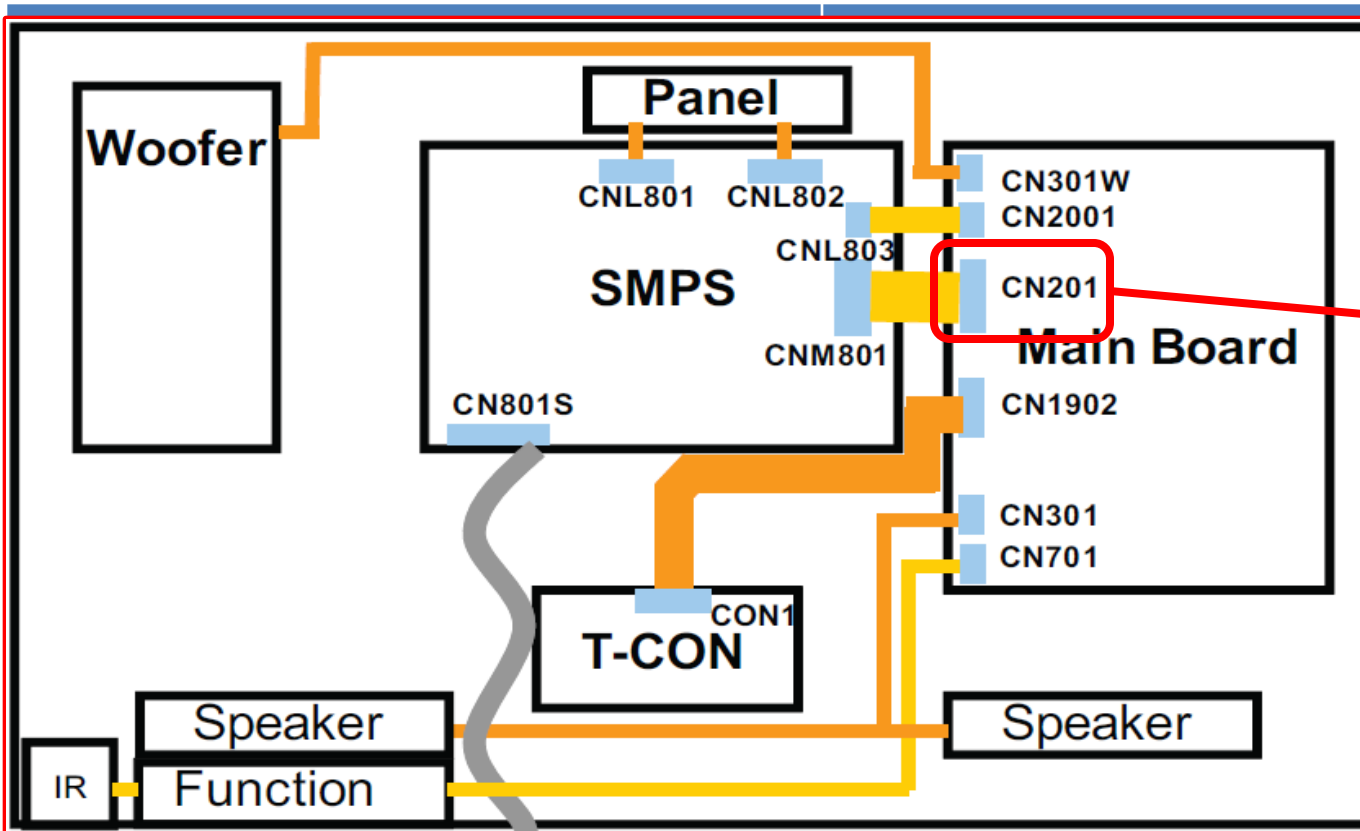 Panel
Woofer
CNL801
CNL802
CN301W
CN2001
CNL803
SMPS
CN201
CNM801
Main Board
CN801S
CN1902
CN301
CN701
CON1
T-CON
Speaker
Speaker
IR
Function